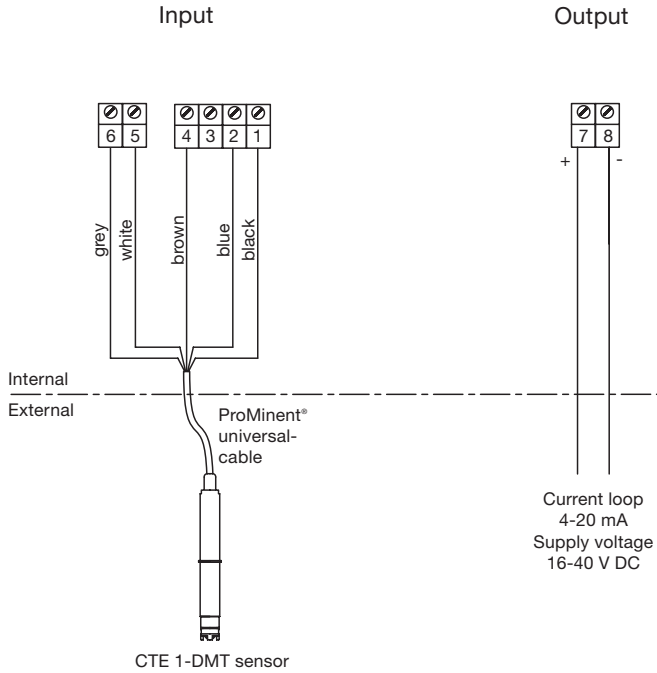 Input
Output
6 5 4 3 2 1
7 8
+ -
grey
white
brown
blue
black
Internal
External
ProMinent®
universal-
cable
Current loop
4-20 mA
Supply voltage
16-40 V DC
CTE 1-DMT sensor